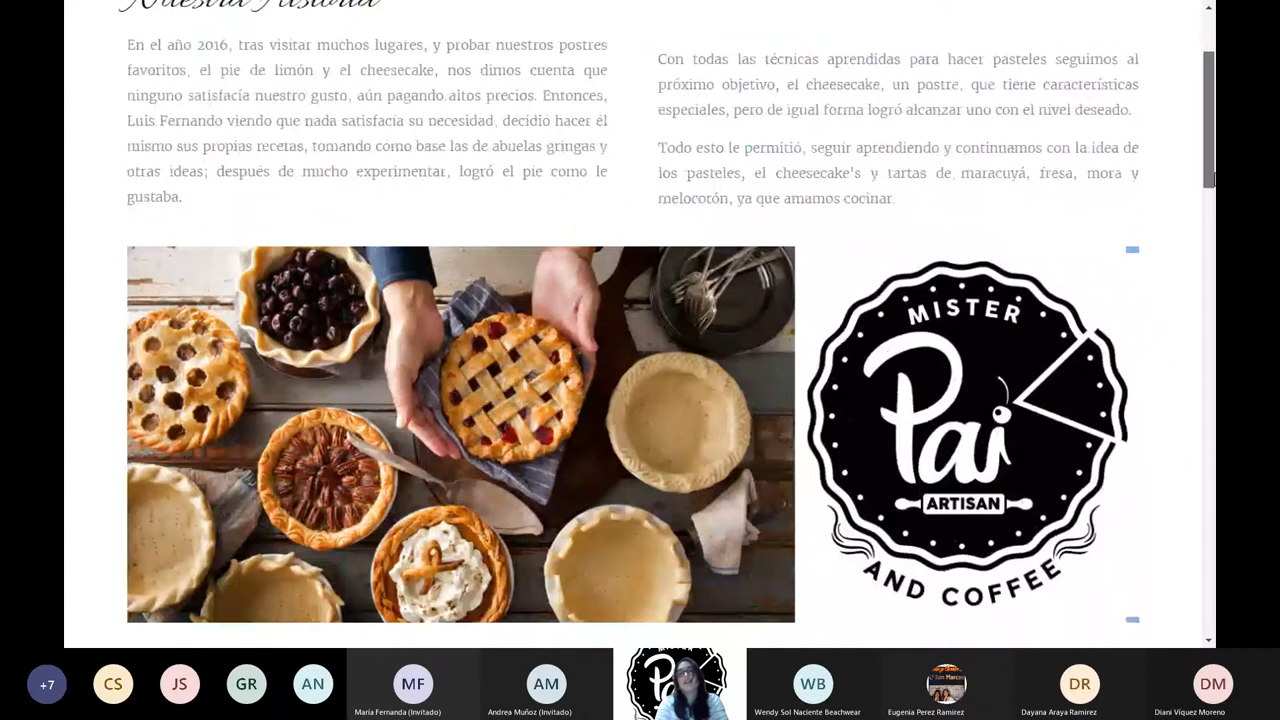 Nuestra Historia
En el año 2016, tras visitar muchos lugares, y probar nuestros postres
favoritos, el pie de limón y el cheesecake, nos dimos cuenta que
ninguno satisfacía nuestro gusto, aún pagando altos precios. Entonces,
Luis Fernando viendo que nada satisfacía su necesidad, decidió hacer él
mismo sus propias recetas, tomando como base las de abuelas gringas y
otras ideas; después de mucho experimentar, logró el pie como le
gustaba.
Con todas las técnicas aprendidas para hacer pasteles seguimos al
próximo objetivo, el cheesecake, un postre, que tiene características
especiales, pero de igual forma logró alcanzar uno con el nivel deseado.
Todo esto le permitió, seguir aprendiendo y continuamos con la idea de
los pasteles, el cheesecake's y tartas de maracuyá, fresa, mora y
melocotón, ya que amamos cocinar.
MISTER
Pai
ARTISAN
AND COFFEE
+7
CS
JS
GR
AN
MF
María Fernanda (Invitado)
AM
Andrea Muñoz (Invitado)
WB
Wendy Sol Naciente Beachwear
Eugenia Perez Ramirez
DR
Dayana Araya Ramirez
DM
Diani Víquez Moreno